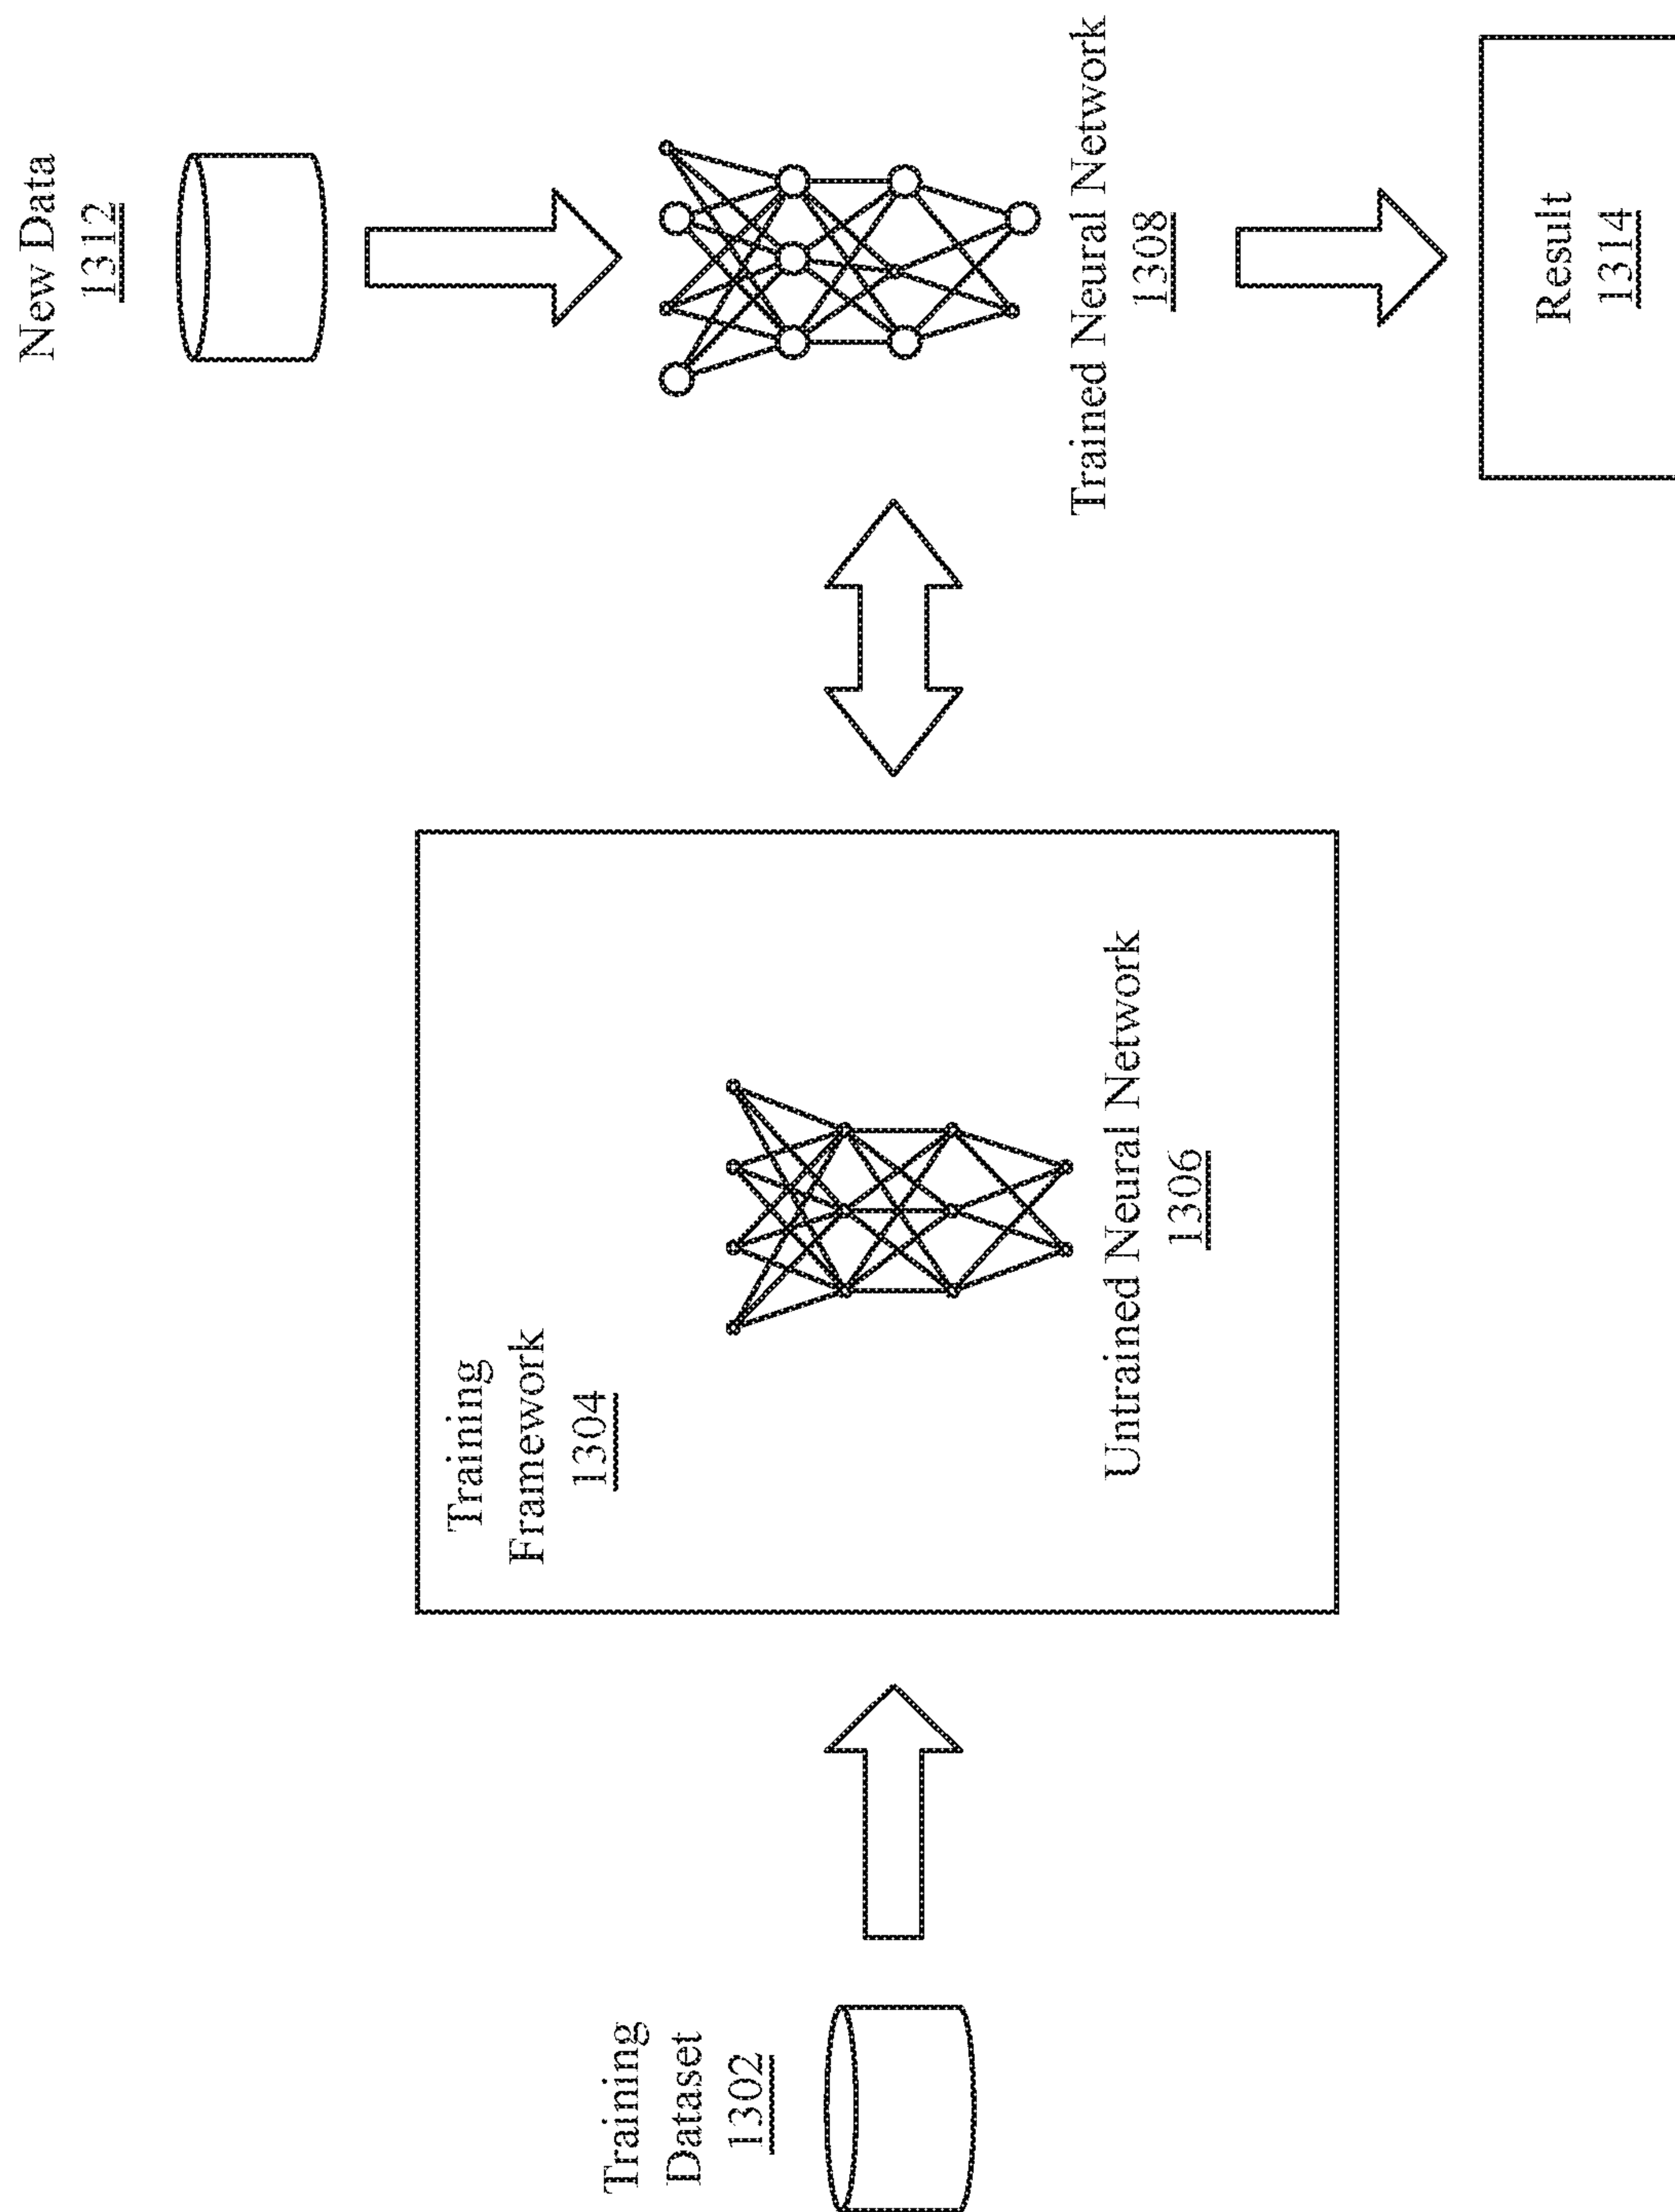 Training
Dataset
1302
Training
Framework
1304
Untrained Neural Network
1306
New Data
1312
Trained Neural Network
1308
Result
1314